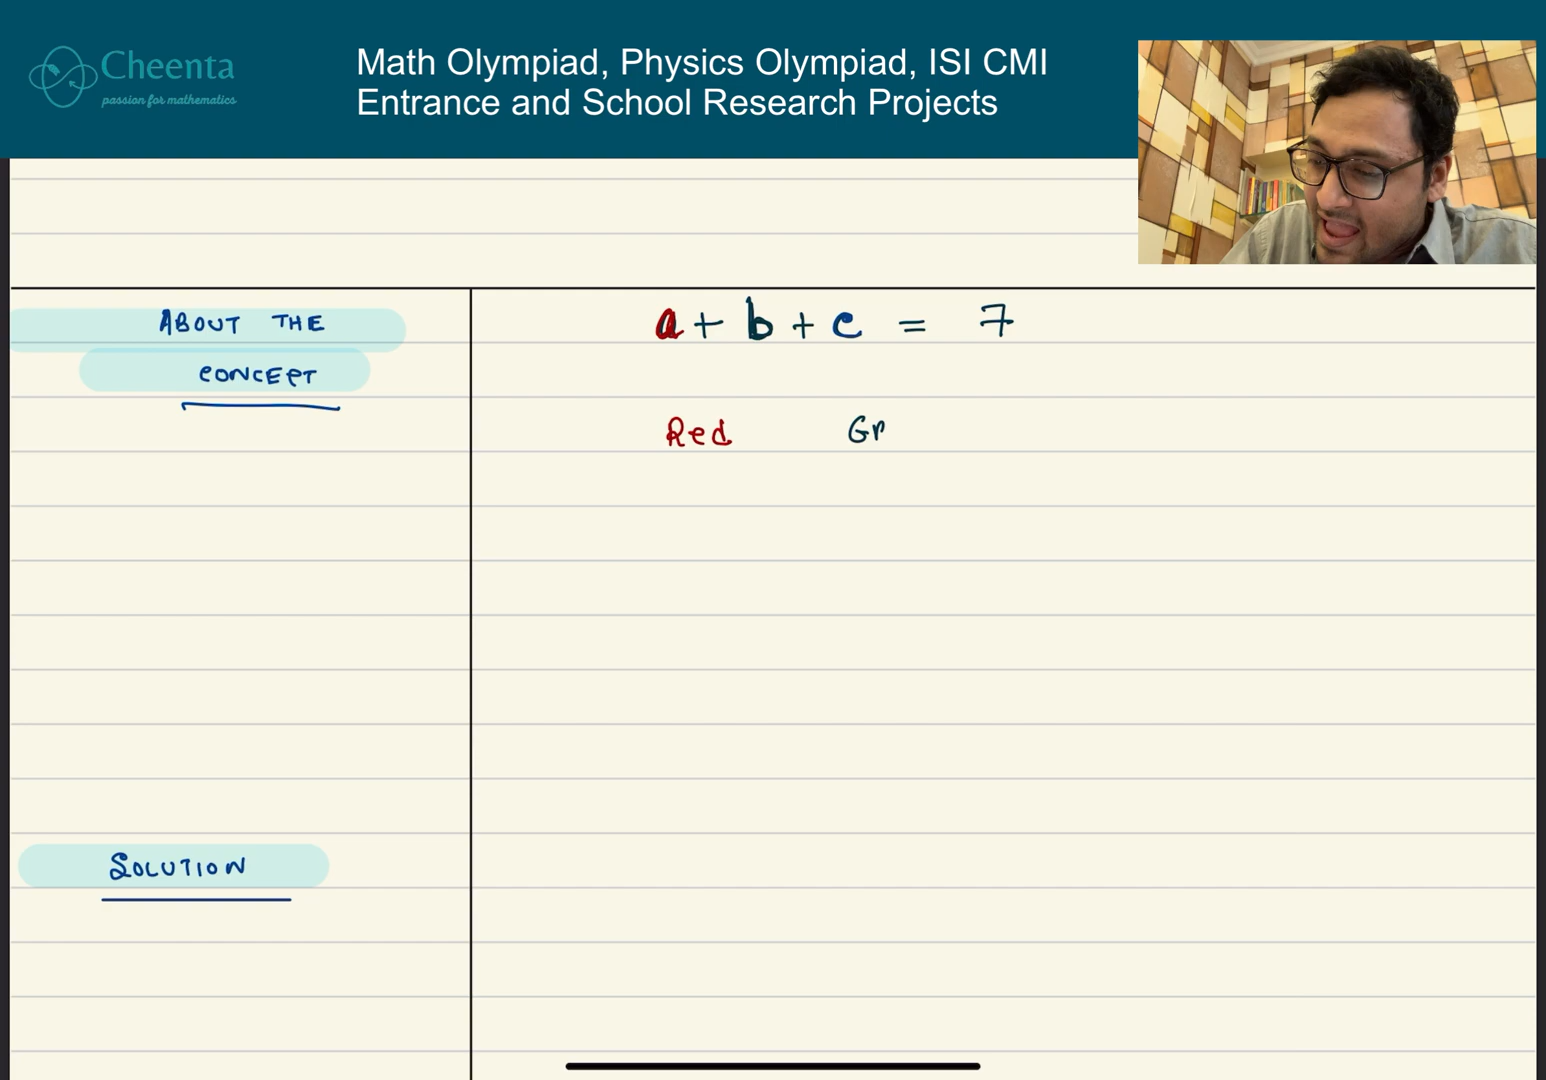 Cheenta
passion for mathematics
Math Olympiad, Physics Olympiad, ISI CMI
Entrance and School Research Projects
ABOUT THE
CONCEPT
a + b + c = 7
Red Gr
SOLUTION